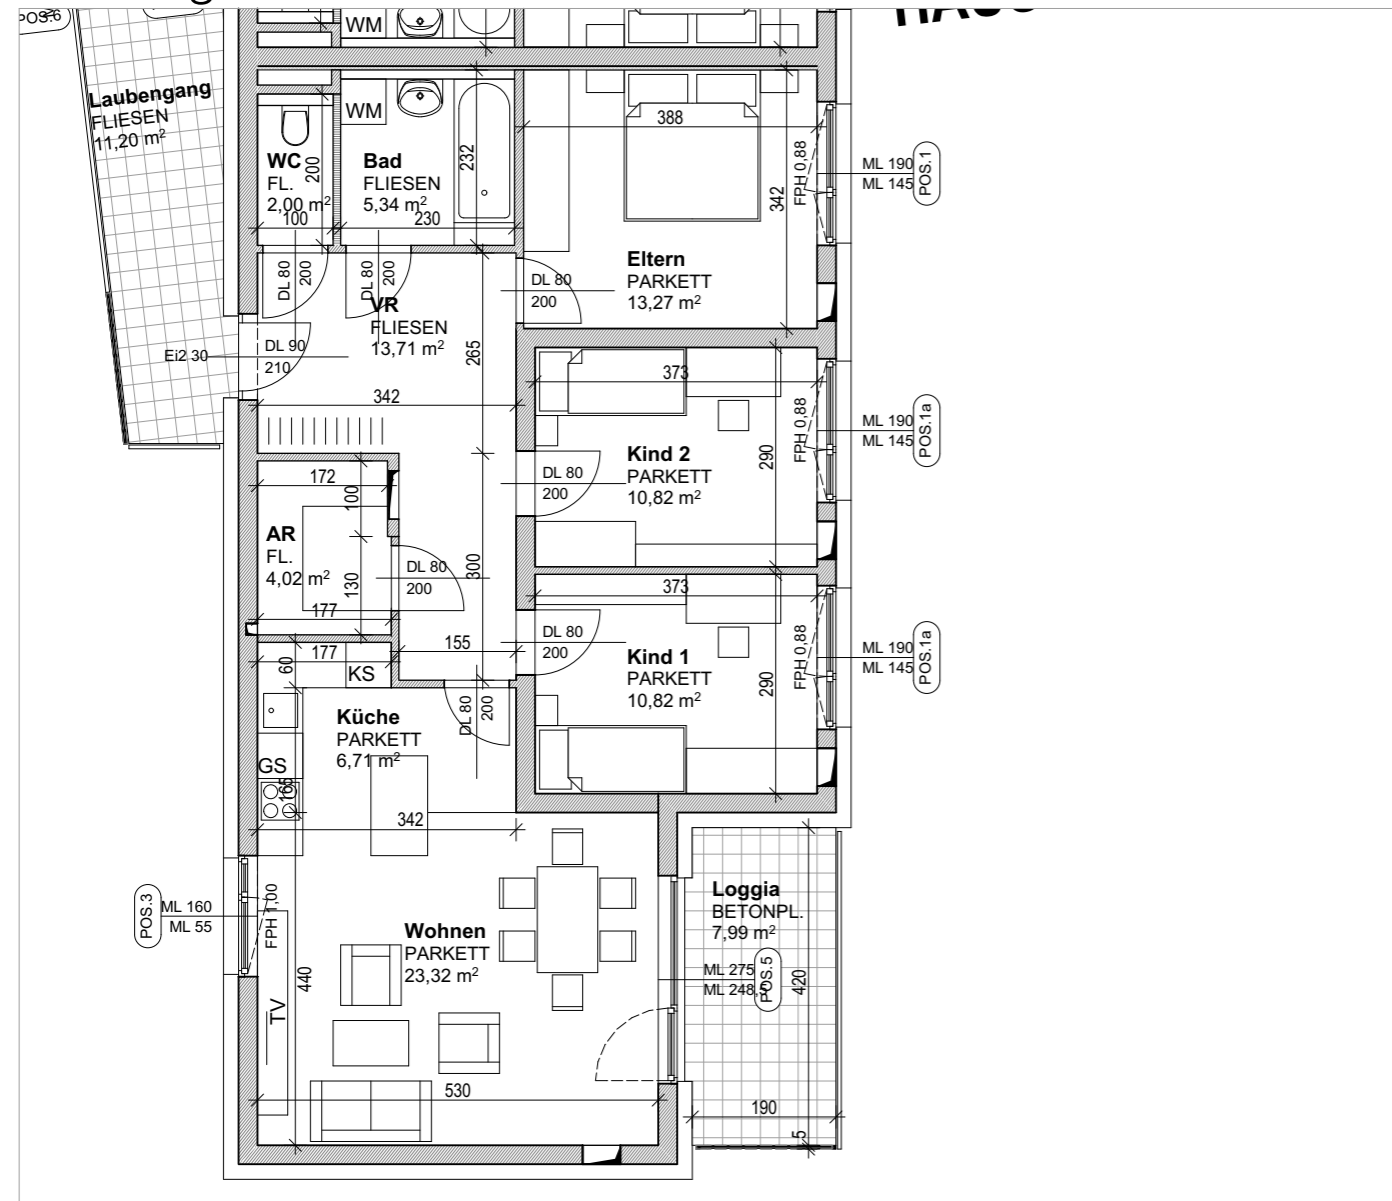 POS.6
WM
Laubengang
FLIESEN
11,20 m²
WC
FL.
2,00 m²
100
200
WM
Bad
FLIESEN
5,34 m²
230
232
388
342
Eltern
PARKETT
13,27 m²
FPH 0,88
ML 190
ML 145
POS.1
DL 80
200
DL 80
200
DL 80
200
VR
FLIESEN
13,71 m²
Ei2 30
DL 90
210
265
342
373
Kind 2
PARKETT
10,82 m²
290
FPH 0,88
ML 190
ML 145
POS.1a
DL 80
200
172
100
AR
FL.
4,02 m²
130
177
DL 80
200
300
155
373
Kind 1
PARKETT
10,82 m²
290
FPH 0,88
ML 190
ML 145
POS.1a
DL 80
200
60
177
KS
DL 80
200
Küche
PARKETT
6,71 m²
GS
165
342
POS.3
ML 160
ML 55
FPH 1,00
Wohnen
PARKETT
23,32 m²
440
TV
530
Loggia
BETONPL.
7,99 m²
ML 275
ML 248,5
POS.5
420
190
5